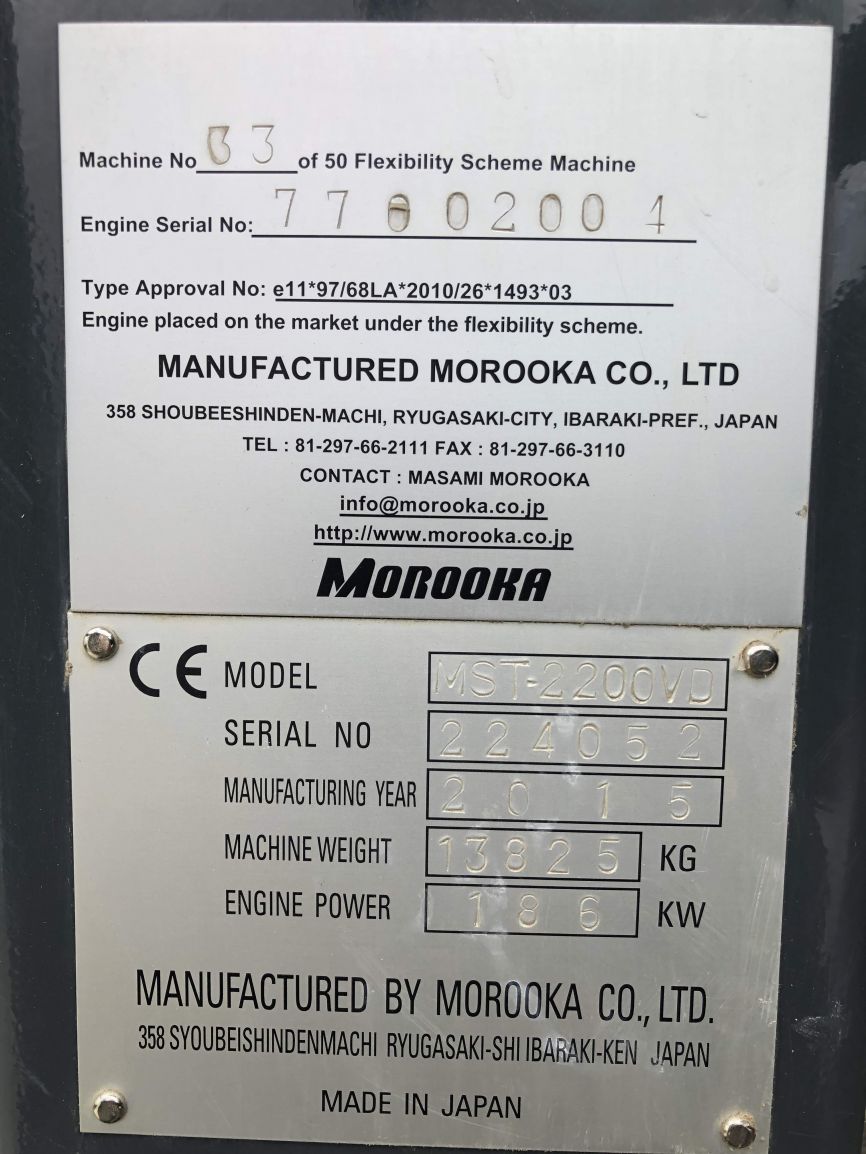 Machine No 33 of 50 Flexibility Scheme Machine
Engine Serial No: 77002001
Type Approval No: e11*97/68LA*2010/26*1493*03
Engine placed on the market under the flexibility scheme.
MANUFACTURED MOROOKA CO., LTD
358 SHOUBEESHINDEN-MACHI, RYUGASAKI-CITY, IBARAKI-PREF., JAPAN
TEL : 81-297-66-2111 FAX : 81-297-66-3110
CONTACT : MASAMI MOROOKA
info@morooka.co.jp
http://www.morooka.co.jp
MOROOKA
CE MODEL MST-2200VD
SERIAL NO 224052
MANUFACTURING YEAR 2015
MACHINE WEIGHT 13825 KG
ENGINE POWER 186 KW
MANUFACTURED BY MOROOKA CO., LTD.
358 SYOUBEISHINDENMACHI RYUGASAKI-SHI IBARAKI-KEN JAPAN
MADE IN JAPAN